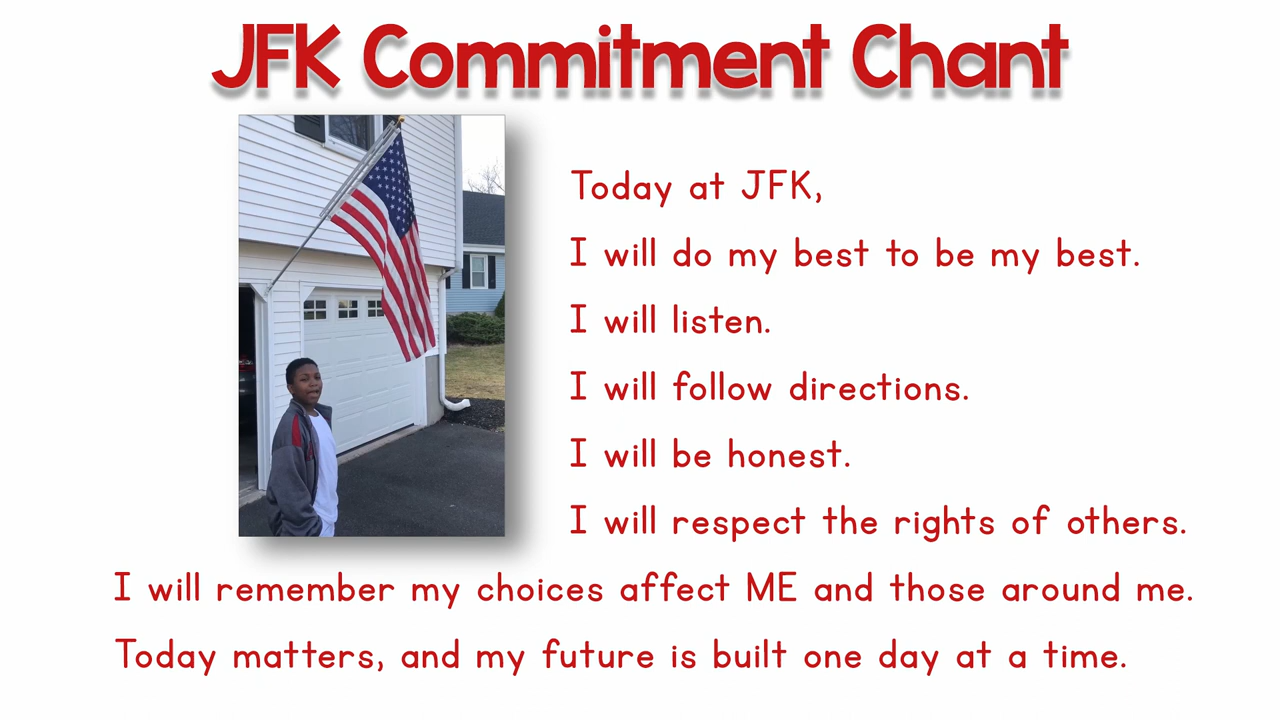 JFK Commitment Chant
Today at JFK,
I will do my best to be my best.
I will listen.
I will follow directions.
I will be honest.
I will respect the rights of others.
I will remember my choices affect ME and those around me.
Today matters, and my future is built one day at a time.